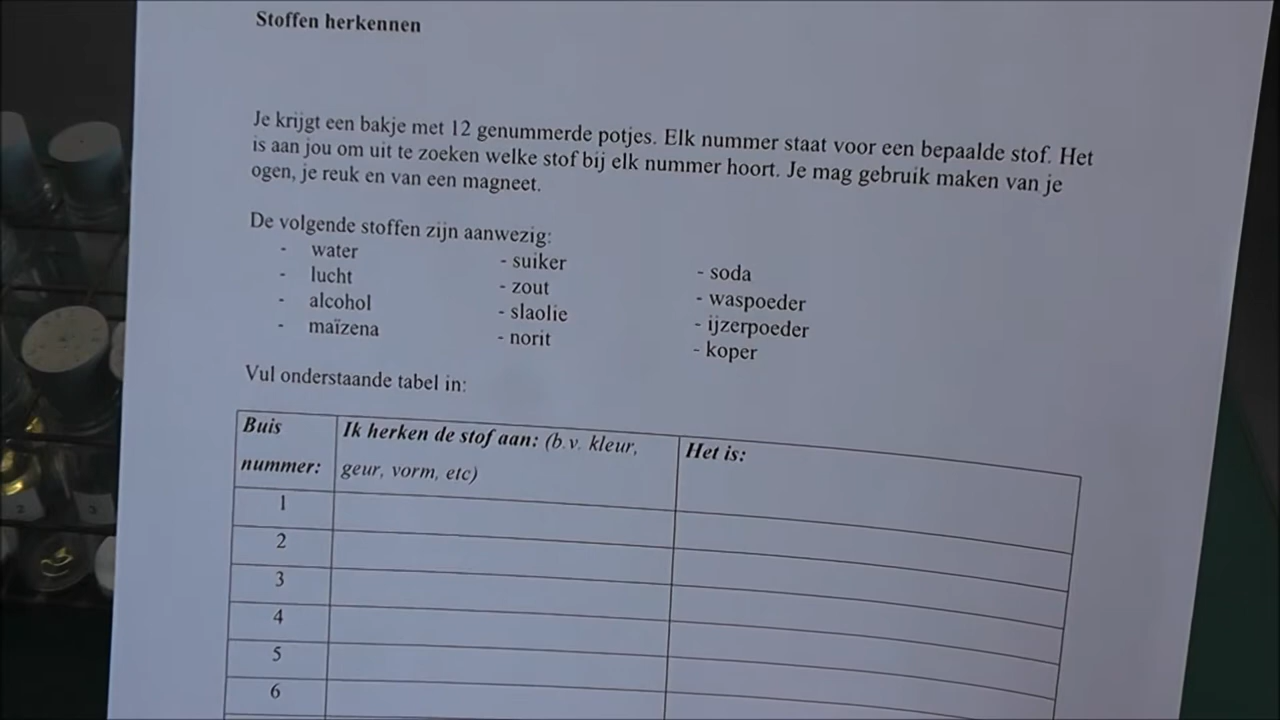 Stoffen herkennen
Je krijgt een bakje met 12 genummerde potjes. Elk nummer staat voor een bepaalde stof. Het
is aan jou om uit te zoeken welke stof bij elk nummer hoort. Je mag gebruik maken van je
ogen, je reuk en van een magneet.
De volgende stoffen zijn aanwezig:
- water - suiker - soda
- lucht - zout - waspoeder
- alcohol - slaolie - ijzerpoeder
- maïzena - norit - koper
Vul onderstaande tabel in:
Buis Ik herken de stof aan: (b.v. kleur, Het is:
nummer: geur, vorm, etc)
1
2
3
4
5
6
2 3